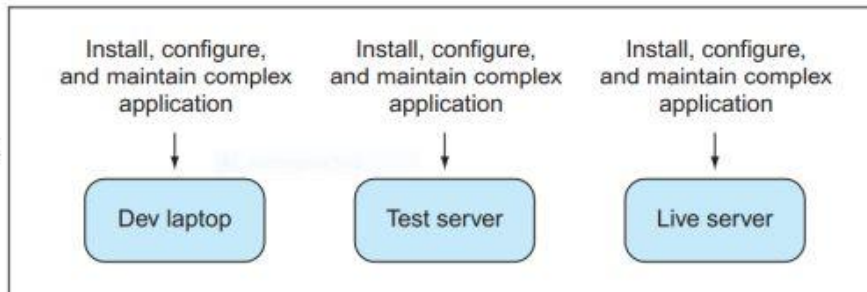 Install, configure,
and maintain complex
application
Install, configure,
and maintain complex
application
Install, configure,
and maintain complex
application
Dev laptop
Test server
Live server